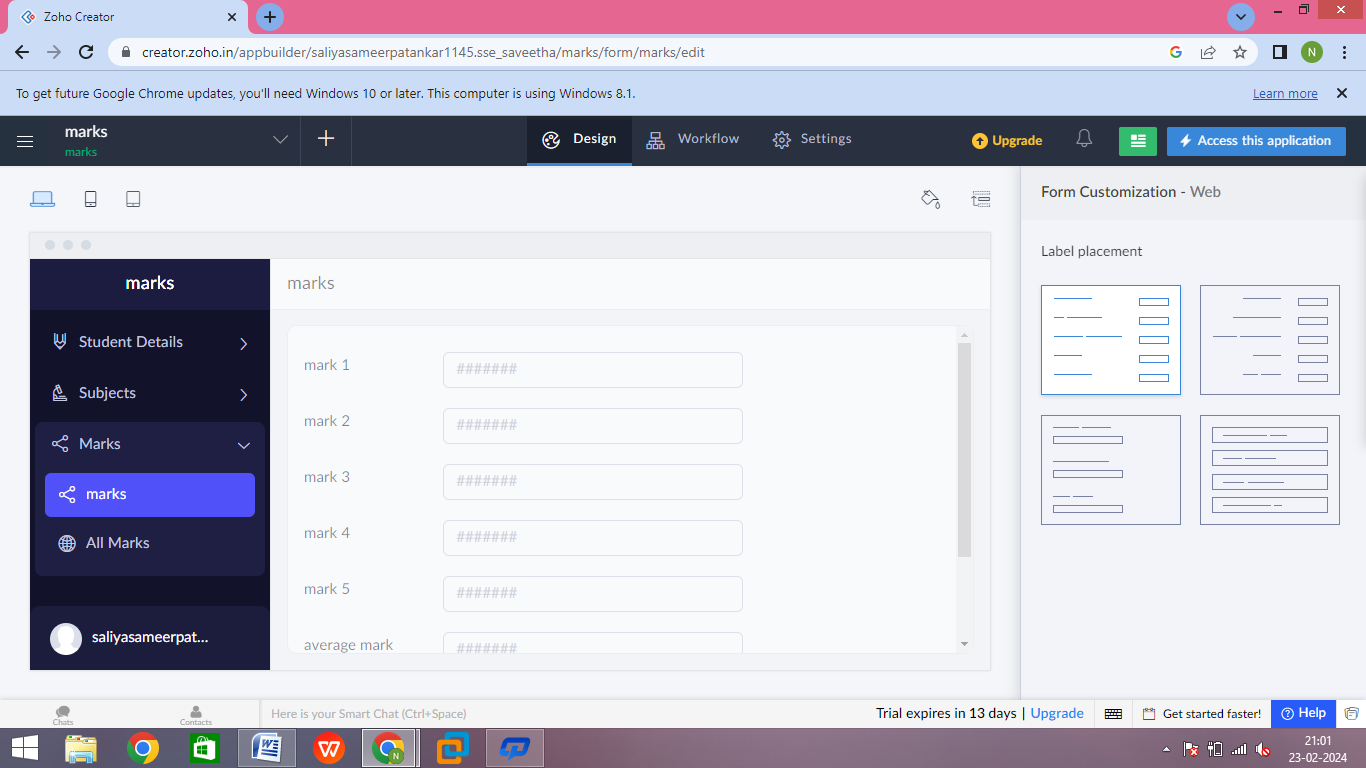 Zoho Creator
creator.zoho.in/appbuilder/saliyasameerpatankar1145.sse_saveetha/marks/form/marks/edit
N
To get future Google Chrome updates, you'll need Windows 10 or later. This computer is using Windows 8.1.
Learn more
marks
marks
Design
Workflow
Settings
Upgrade
Access this application
Form Customization - Web
Label placement
marks
marks
Student Details
Subjects
Marks
marks
All Marks
saliyasameerpat...
mark 1
#######
mark 2
#######
mark 3
#######
mark 4
#######
mark 5
#######
average mark
#######
Chats
Contacts
Here is your Smart Chat (Ctrl+Space)
Trial expires in 13 days | Upgrade
Get started faster!
Help
21:01
23-02-2024